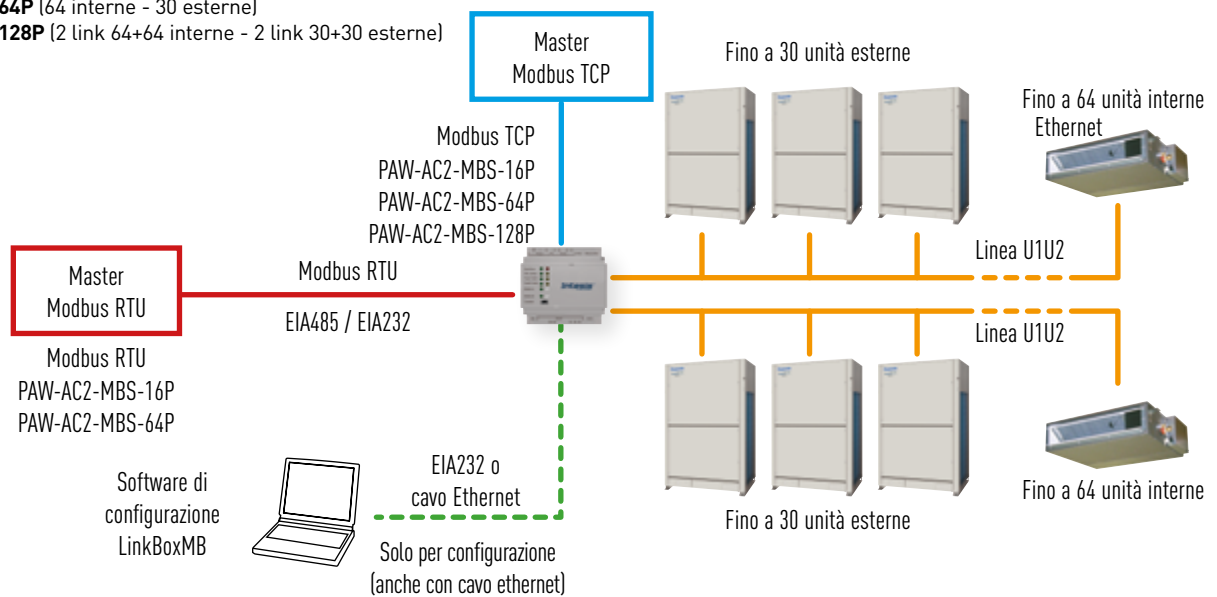 64P (64 interne - 30 esterne)
128P (2 link 64+64 interne - 2 link 30+30 esterne)
Master
Modbus TCP
Fino a 30 unità esterne
Fino a 64 unità interne
Ethernet
Modbus TCP
PAW-AC2-MBS-16P
PAW-AC2-MBS-64P
PAW-AC2-MBS-128P
Linea U1U2
Master
Modbus RTU
Modbus RTU
EIA485 / EIA232
intesis
Linea U1U2
Modbus RTU
PAW-AC2-MBS-16P
PAW-AC2-MBS-64P
EIA232 o
cavo Ethernet
Software di
configurazione
LinkBoxMB
Fino a 64 unità interne
Fino a 30 unità esterne
Solo per configurazione
(anche con cavo ethernet)